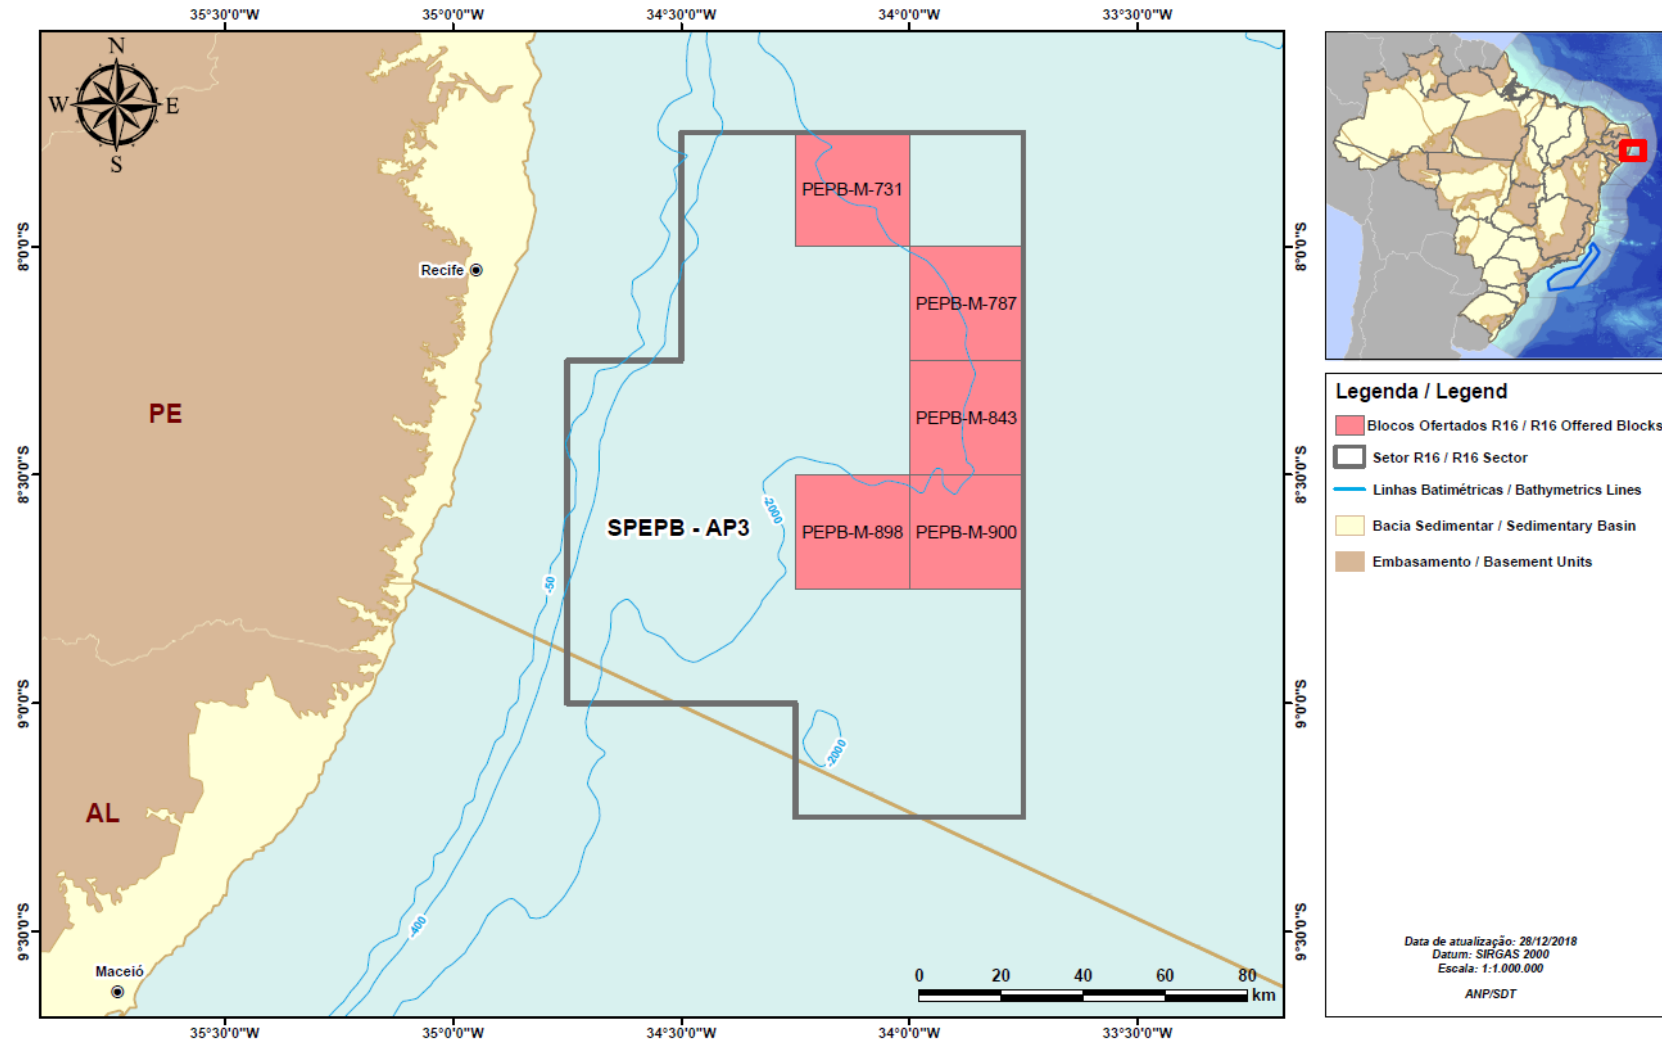 35°30'0"W 35°0'0"W 34°30'0"W 34°0'0"W 33°30'0"W
N
W E
S
8°0'0"S
8°30'0"S
9°0'0"S
9°30'0"S
PEPB-M-731
Recife
PEPB-M-787
PE
PEPB-M-843
-2000
SPEPB - AP3
PEPB-M-898 PEPB-M-900
-50
-2000
AL
-400
Maceió
0 20 40 60 80
km
8°0'0"S
8°30'0"S
9°0'0"S
9°30'0"S
35°30'0"W 35°0'0"W 34°30'0"W 34°0'0"W 33°30'0"W
Legenda / Legend
Blocos Ofertados R16 / R16 Offered Blocks
Setor R16 / R16 Sector
Linhas Batimétricas / Bathymetrics Lines
Bacia Sedimentar / Sedimentary Basin
Embasamento / Basement Units
Data de atualização: 28/12/2018
Datum: SIRGAS 2000
Escala: 1:1.000.000
ANP/SDT